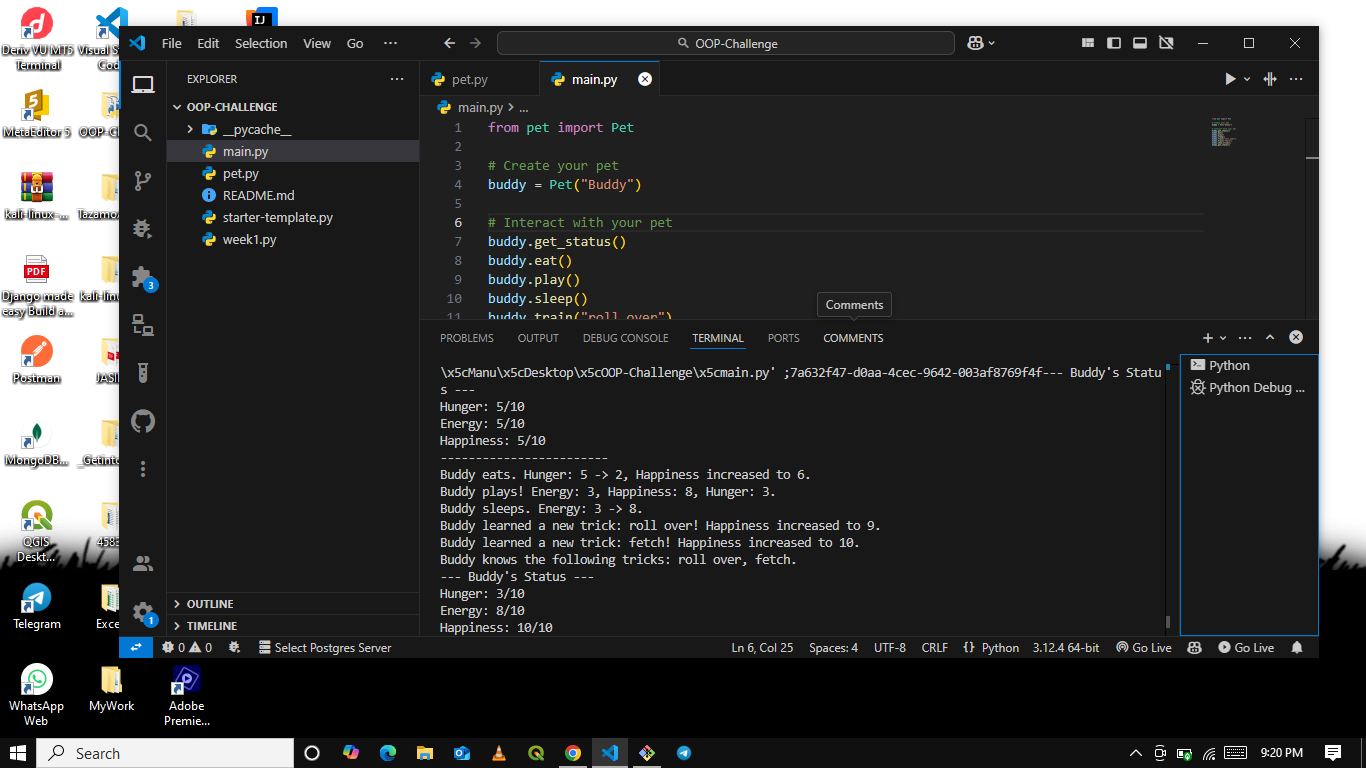 Deriv VU MT5
Terminal
Visual S
Cod
MetaEditor 5
OOP-C
kali-linux-...
Tazamo
Django made
easy Build a...
kali-linu
Postman
JASI
MongoDB...
_Getinto
QGIS
Deskt...
4583
Telegram
Exce
WhatsApp
Web
MyWork
Adobe
Premie...
File Edit Selection View Go ···
OOP-Challenge
EXPLORER
OOP-CHALLENGE
__pycache__
main.py
pet.py
README.md
starter-template.py
week1.py
OUTLINE
TIMELINE
3
1
pet.py
main.py
main.py > ...
1 from pet import Pet
2
3 # Create your pet
4 buddy = Pet("Buddy")
5
6 # Interact with your pet
7 buddy.get_status()
8 buddy.eat()
9 buddy.play()
10 buddy.sleep()
11 buddy.train("roll over")
Comments
PROBLEMS OUTPUT DEBUG CONSOLE TERMINAL PORTS COMMENTS
\x5cManu\x5cDesktop\x5cOOP-Challenge\x5cmain.py' ;7a632f47-d0aa-4cec-9642-003af8769f4f--- Buddy's Statu
s ---
Hunger: 5/10
Energy: 5/10
Happiness: 5/10
-------------------------
Buddy eats. Hunger: 5 -> 2, Happiness increased to 6.
Buddy plays! Energy: 3, Happiness: 8, Hunger: 3.
Buddy sleeps. Energy: 3 -> 8.
Buddy learned a new trick: roll over! Happiness increased to 9.
Buddy learned a new trick: fetch! Happiness increased to 10.
Buddy knows the following tricks: roll over, fetch.
--- Buddy's Status ---
Hunger: 3/10
Energy: 8/10
Happiness: 10/10
Python
Python Debug ...
0 0 Select Postgres Server Ln 6, Col 25 Spaces: 4 UTF-8 CRLF {} Python 3.12.4 64-bit Go Live Go Live
Search
9:20 PM